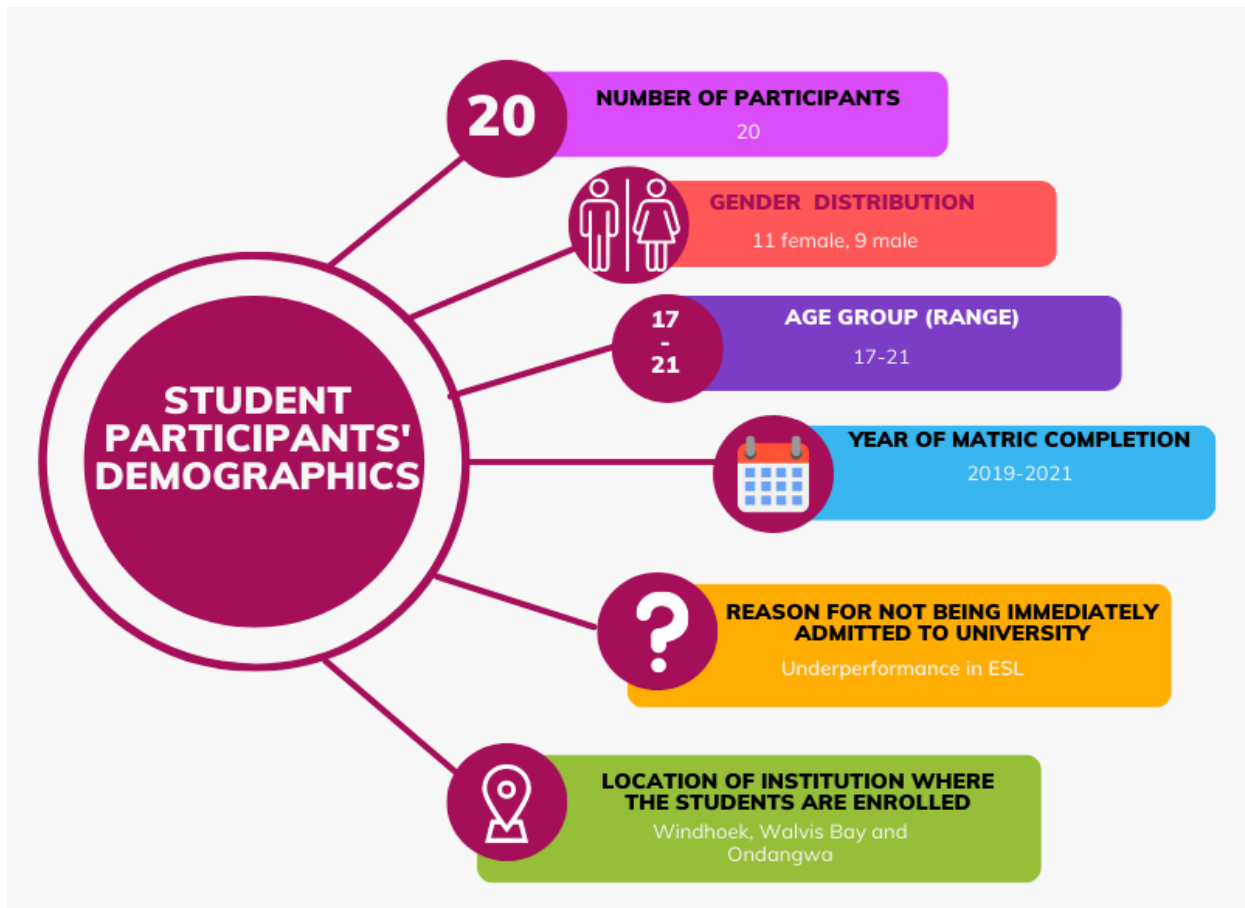 20
NUMBER OF PARTICIPANTS
20
GENDER DISTRIBUTION
11 female, 9 male
17
-
21
AGE GROUP (RANGE)
17-21
STUDENT
PARTICIPANTS'
DEMOGRAPHICS
YEAR OF MATRIC COMPLETION
2019-2021
?
REASON FOR NOT BEING IMMEDIATELY
ADMITTED TO UNIVERSITY
Underperformance in ESL
LOCATION OF INSTITUTION WHERE
THE STUDENTS ARE ENROLLED
Windhoek, Walvis Bay and
Ondangwa